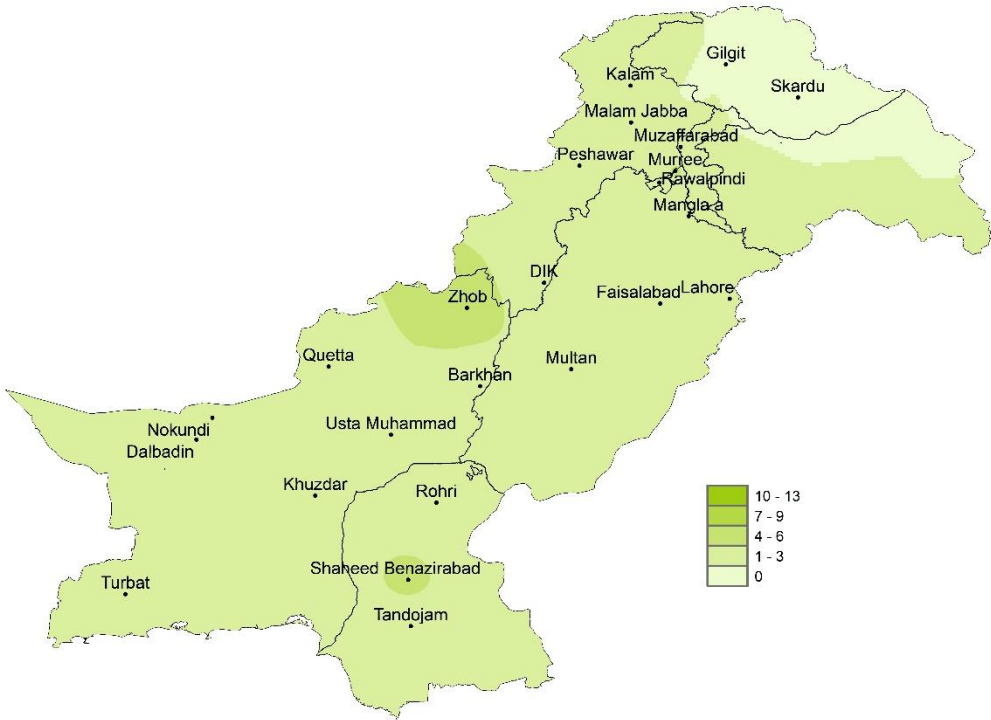 Gilgit
Kalam
Skardu
Malam Jabba
Muzaffarabad
Peshawar
Murree
Rawalpindi
Mangla a
DIK
Zhob
Faisalabad
Lahore
Quetta
Multan
Barkhan
Nokundi
Usta Muhammad
Dalbadin
Khuzdar
Rohri
10 - 13
7 - 9
4 - 6
1 - 3
0
Shaheed Benazirabad
Turbat
Tandojam